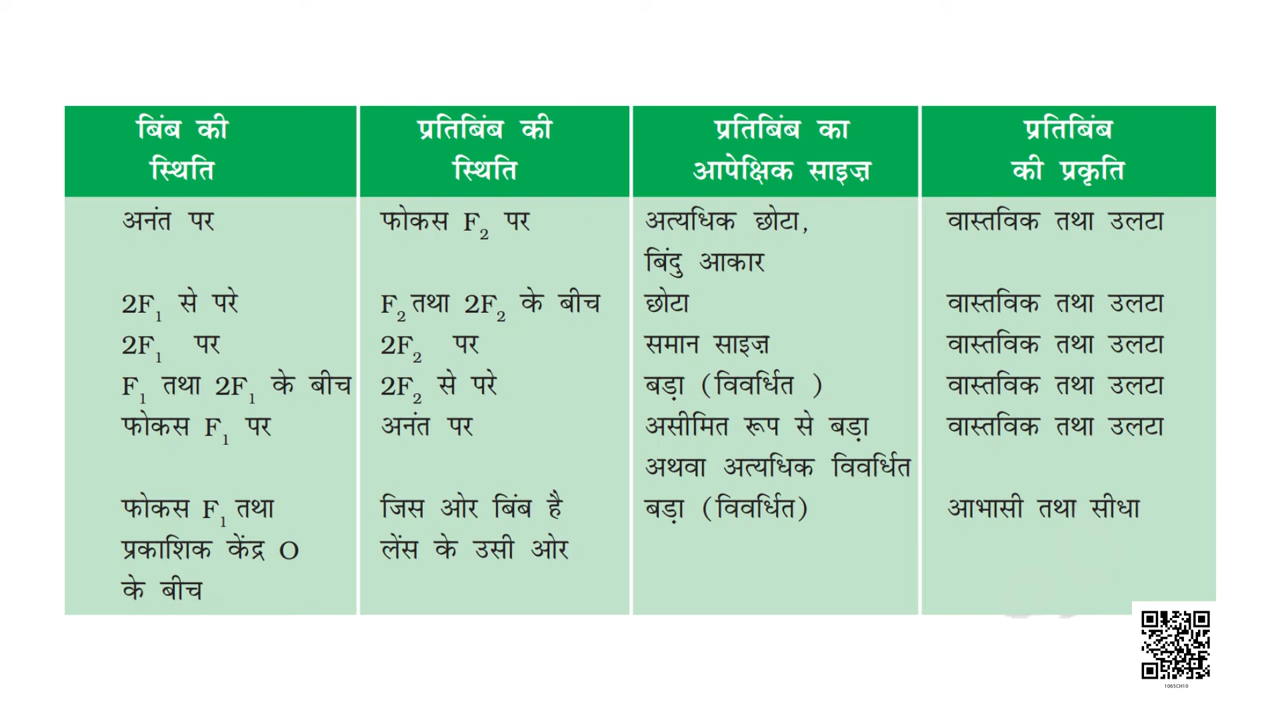 बिंब की स्थिति प्रतिबिंब की स्थिति प्रतिबिंब का आपेक्षिक साइज़ प्रतिबिंब की प्रकृति
अनंत पर फोकस F₂ पर अत्यधिक छोटा, वास्तविक तथा उलटा
बिंदु आकार
2F₁ से परे F₂ तथा 2F₂ के बीच छोटा वास्तविक तथा उलटा
2F₁ पर 2F₂ पर समान साइज़ वास्तविक तथा उलटा
F₁ तथा 2F₁ के बीच 2F₂ से परे बड़ा (विवर्धित ) वास्तविक तथा उलटा
फोकस F₁ पर अनंत पर असीमित रूप से बड़ा वास्तविक तथा उलटा
अथवा अत्यधिक विवर्धित
फोकस F₁ तथा जिस ओर बिंब है बड़ा (विवर्धित) आभासी तथा सीधा
प्रकाशिक केंद्र O लेंस के उसी ओर
के बीच
1065CH10